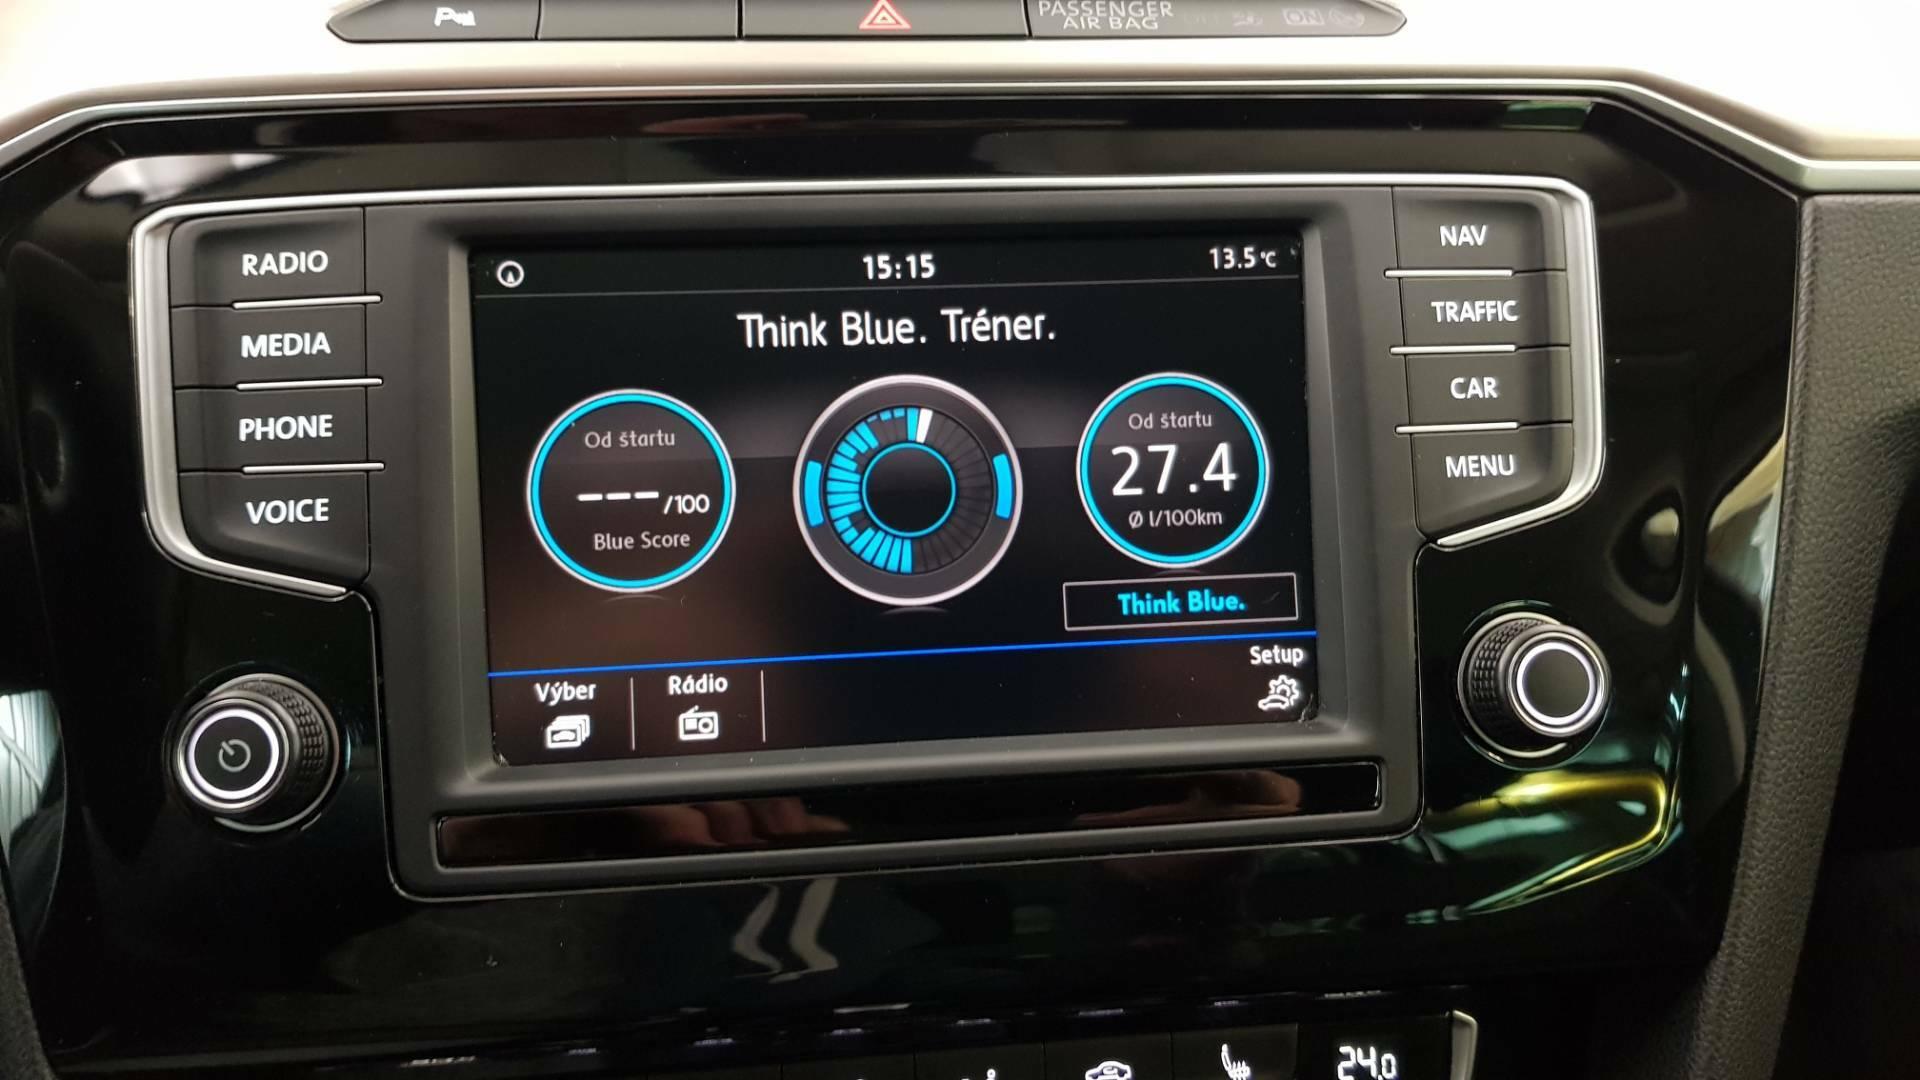 PASSENGER
AIR BAG
ON
RADIO
MEDIA
PHONE
VOICE
15:15
13.5°C
Think Blue. Tréner.
Od štartu
---/100
Blue Score
Od štartu
27.4
Ø l/100km
Think Blue.
Výber
Rádio
Setup
NAV
TRAFFIC
CAR
MENU
24.0